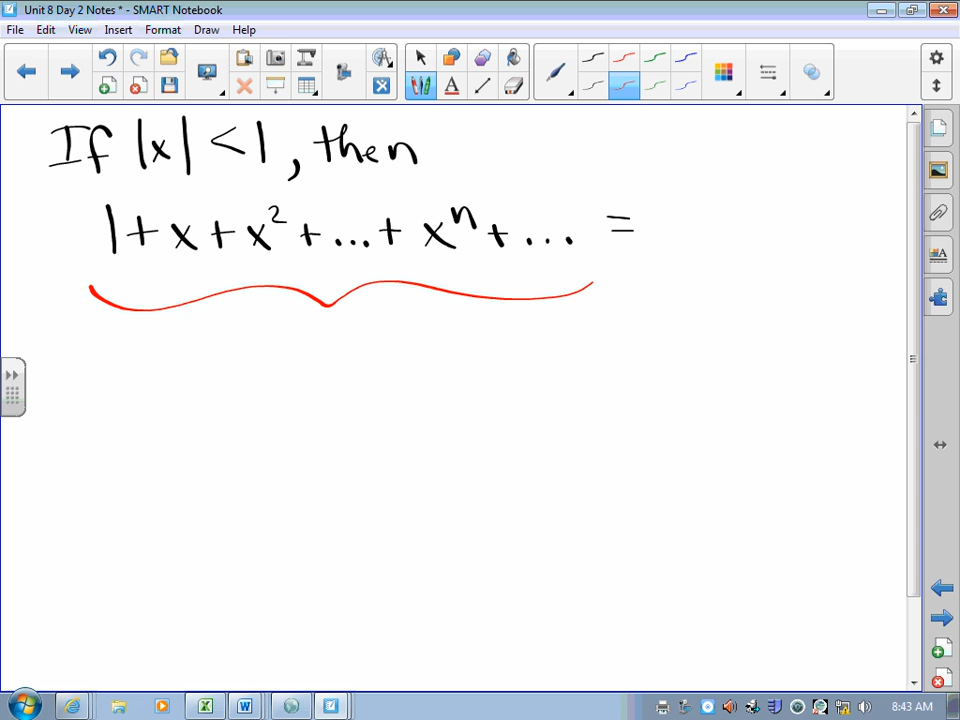 Unit 8 Day 2 Notes * - SMART Notebook
File Edit View Insert Format Draw Help
If |x| < 1, then
1 + x + x² + ... + xⁿ + ... =
8:43 AM